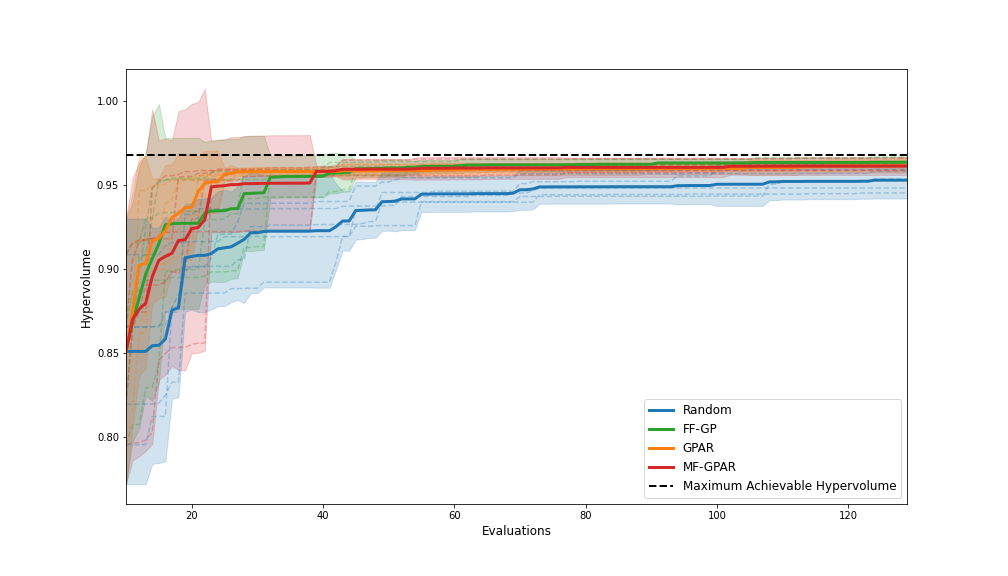 1.00
0.95
0.90
0.85
0.80
Hypervolume
20
40
60
80
100
120
Evaluations
Random
FF-GP
GPAR
MF-GPAR
Maximum Achievable Hypervolume